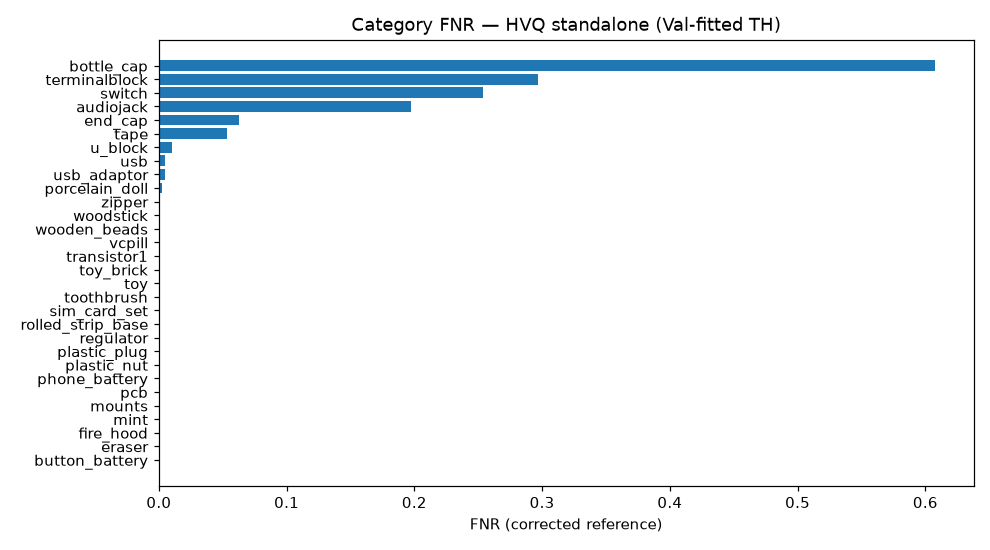 Category FNR — HVQ standalone (Val-fitted TH)
bottle_cap
terminalblock
switch
audiojack
end_cap
tape
u_block
usb
usb_adaptor
porcelain_doll
zipper
woodstick
wooden_beads
vcpill
transistor1
toy_brick
toy
toothbrush
sim_card_set
rolled_strip_base
regulator
plastic_plug
plastic_nut
phone_battery
pcb
mounts
mint
fire_hood
eraser
button_battery
0.0 0.1 0.2 0.3 0.4 0.5 0.6
FNR (corrected reference)